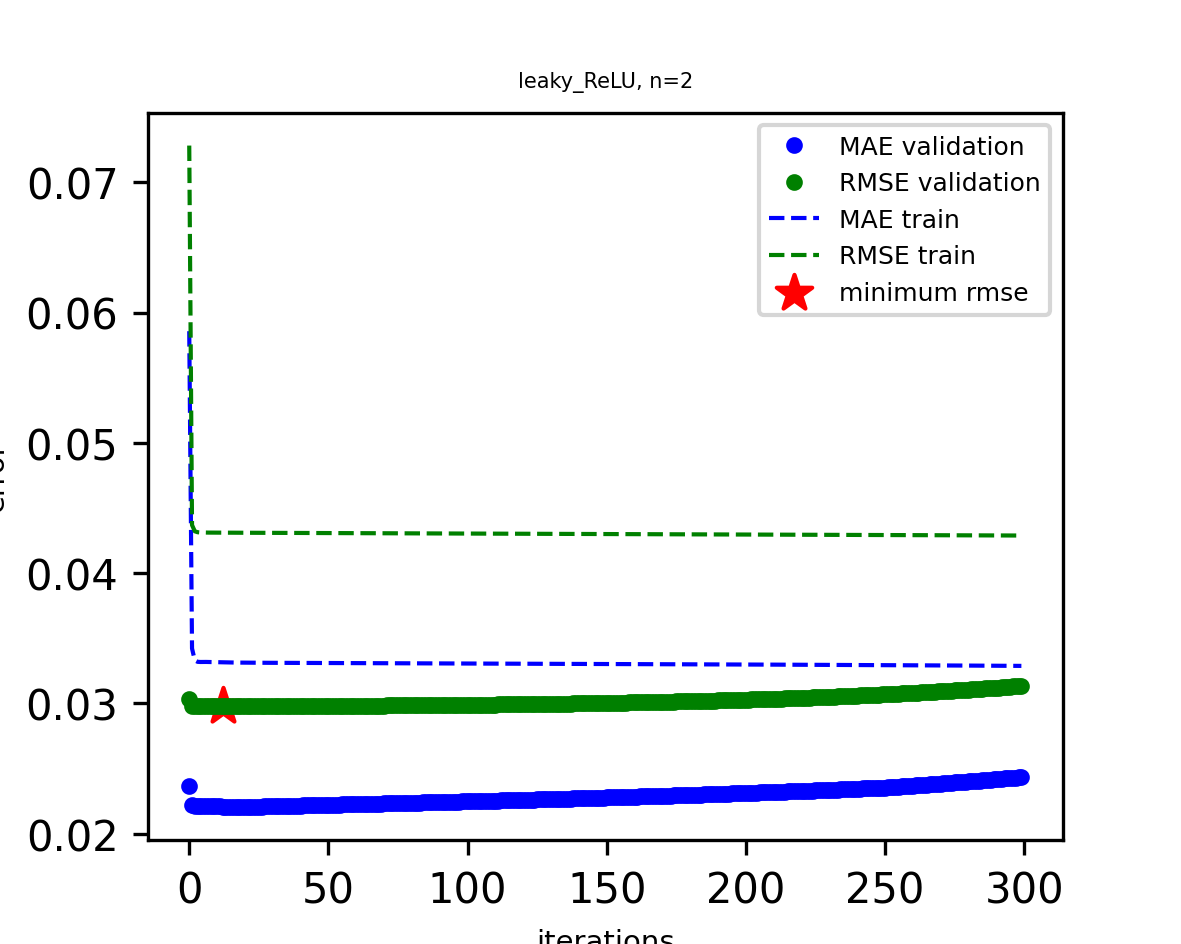 leaky_ReLU, n=2
MAE validation
RMSE validation
MAE train
RMSE train
minimum rmse
0.07
0.06
0.05
0.04
0.03
0.02
0 50 100 150 200 250 300
iterations